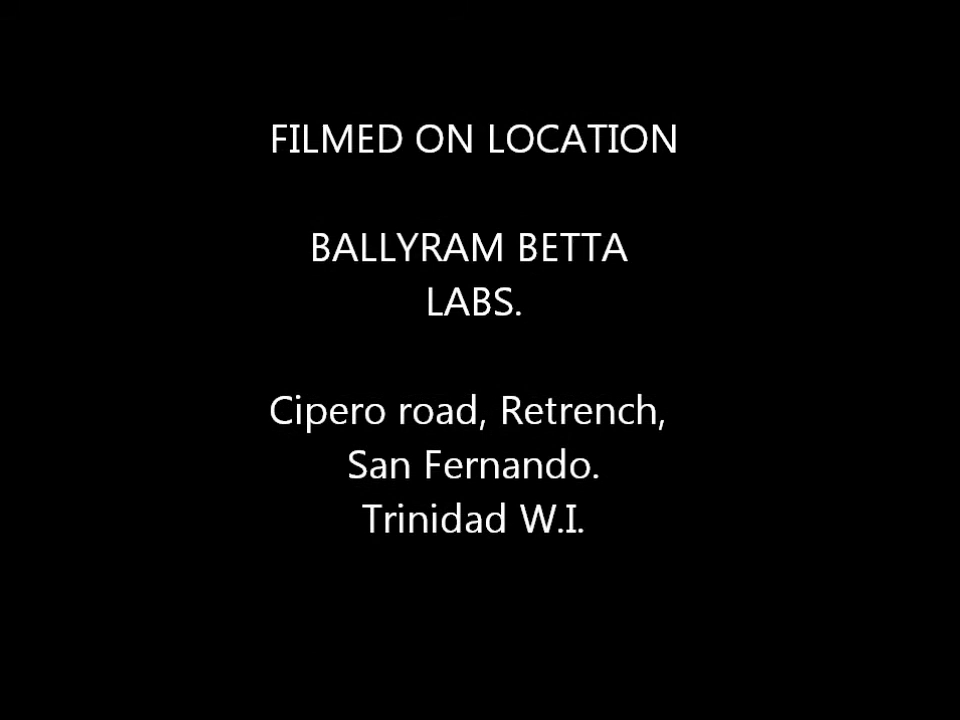 FILMED ON LOCATION
BALLYRAM BETTA
LABS.
Cipero road, Retrench,
San Fernando.
Trinidad W.I.